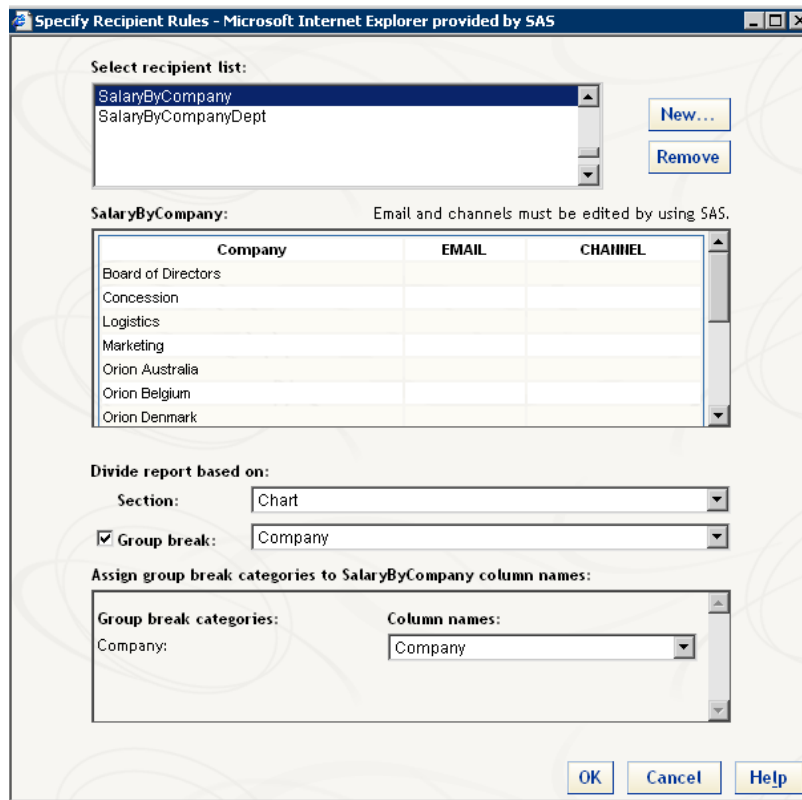 Specify Recipient Rules - Microsoft Internet Explorer provided by SAS
Select recipient list:
SalaryByCompany
SalaryByCompanyDept
New...
Remove
SalaryByCompany: Email and channels must be edited by using SAS.
Company EMAIL CHANNEL
Board of Directors
Concession
Logistics
Marketing
Orion Australia
Orion Belgium
Orion Denmark
Divide report based on:
Section: Chart
Group break: Company
Assign group break categories to SalaryByCompany column names:
Group break categories: Column names:
Company: Company
OK Cancel Help